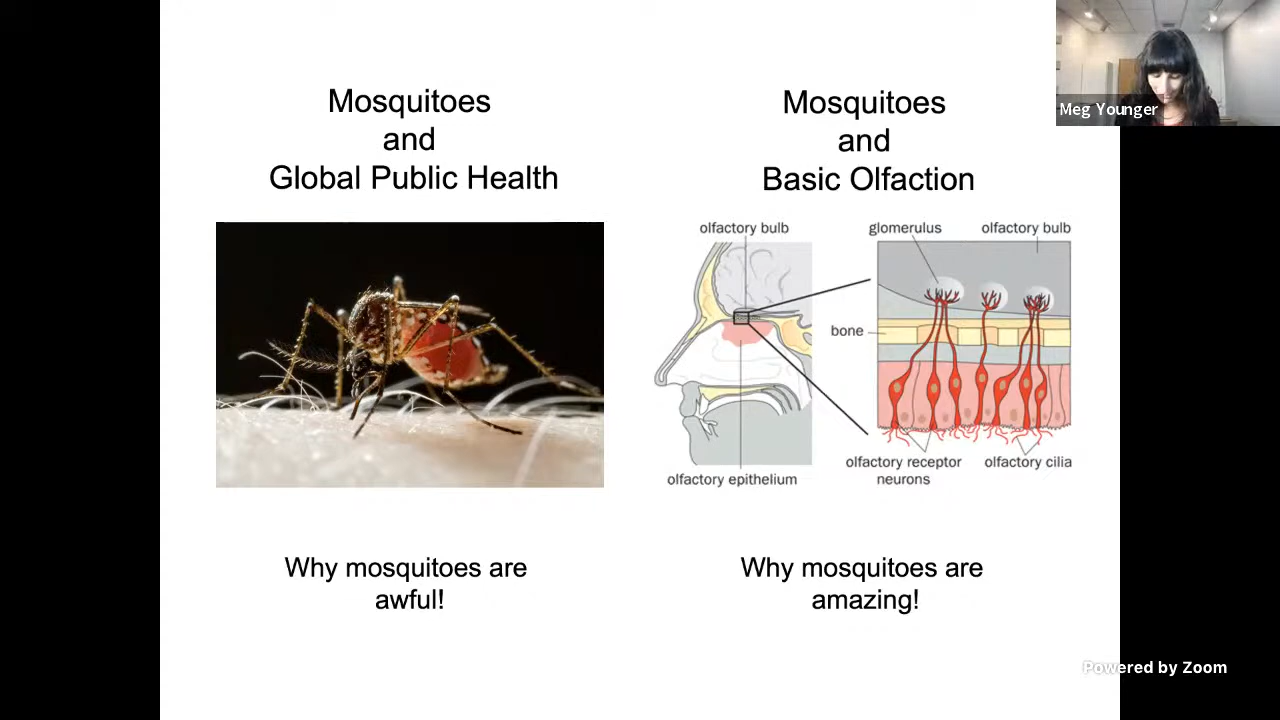 Mosquitoes
and
Global Public Health
Mosquitoes
and
Basic Olfaction
Meg Younger
olfactory bulb
glomerulus
olfactory bulb
bone
olfactory receptor
neurons
olfactory cilia
olfactory epithelium
Why mosquitoes are
awful!
Why mosquitoes are
amazing!
Powered by Zoom